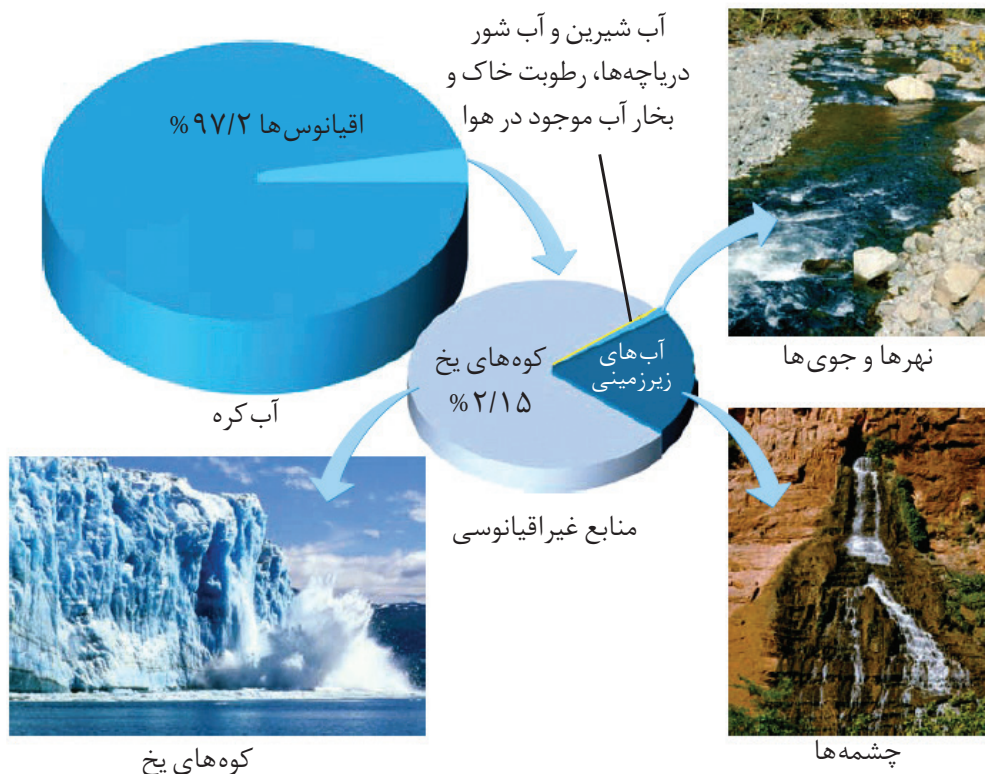 آب شیرین و آب شور
دریاچه‌ها، رطوبت خاک و
بخار آب موجود در هوا
اقیانوس‌ها ۹۷/۲ %
آب کره
نهرها و جوی‌ها
آب‌های
زیرزمینی
کوه‌های یخ
% ۲/۱۵
منابع غیراقیانوسی
کوه‌های یخ
چشمه‌ها